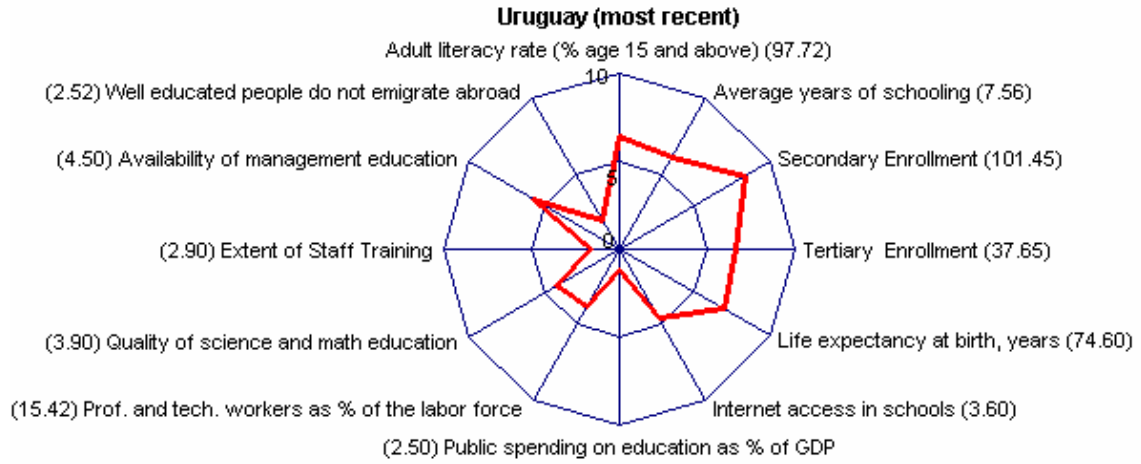 Uruguay (most recent)
Adult literacy rate (% age 15 and above) (97.72)
10
(2.52) Well educated people do not emigrate abroad
Average years of schooling (7.56)
(4.50) Availability of management education
Secondary Enrollment (101.45)
5
0
(2.90) Extent of Staff Training
Tertiary Enrollment (37.65)
(3.90) Quality of science and math education
Life expectancy at birth, years (74.60)
(15.42) Prof. and tech. workers as % of the labor force
Internet access in schools (3.60)
(2.50) Public spending on education as % of GDP